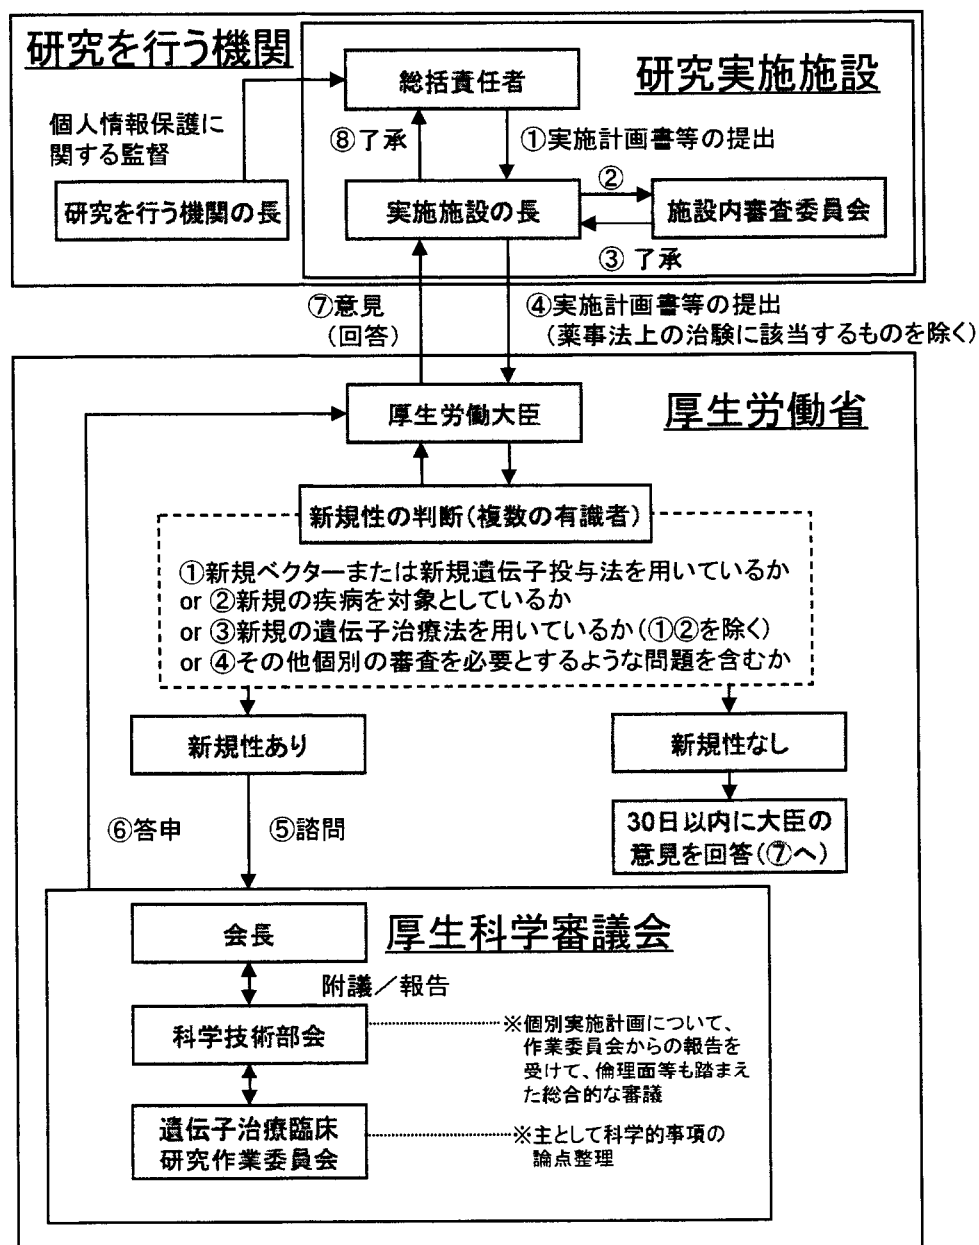 研究を行う機関
研究実施施設
総括責任者
個人情報保護に
関する監督
⑧了承
①実施計画書等の提出
研究を行う機関の長
実施施設の長
②
施設内審査委員会
③了承
⑦意見
(回答)
④実施計画書等の提出
(薬事法上の治験に該当するものを除く)
厚生労働省
厚生労働大臣
新規性の判断(複数の有識者)
①新規ベクターまたは新規遺伝子投与法を用いているか
or ②新規の疾病を対象としているか
or ③新規の遺伝子治療法を用いているか(①②を除く)
or ④その他個別の審査を必要とするような問題を含むか
新規性あり
新規性なし
⑥答申
⑤諮問
30日以内に大臣の
意見を回答(⑦へ)
厚生科学審議会
会長
附議/報告
科学技術部会
※個別実施計画について、
作業委員会からの報告を
受けて、倫理面等も踏まえ
た総合的な審議
遺伝子治療臨床
研究作業委員会
※主として科学的事項の
論点整理